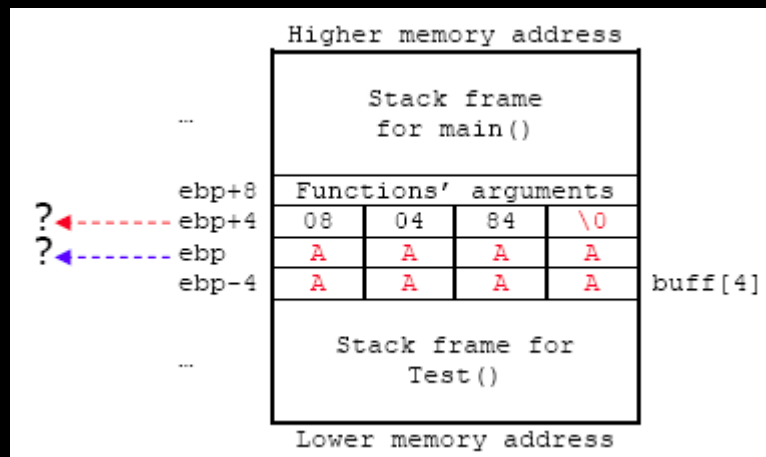 Higher memory address
Stack frame
for main()
…
ebp+8 Functions' arguments
? ebp+4 08 04 84 \0
? ebp A A A A
ebp-4 A A A A buff[4]
Stack frame for
Test()
…
Lower memory address